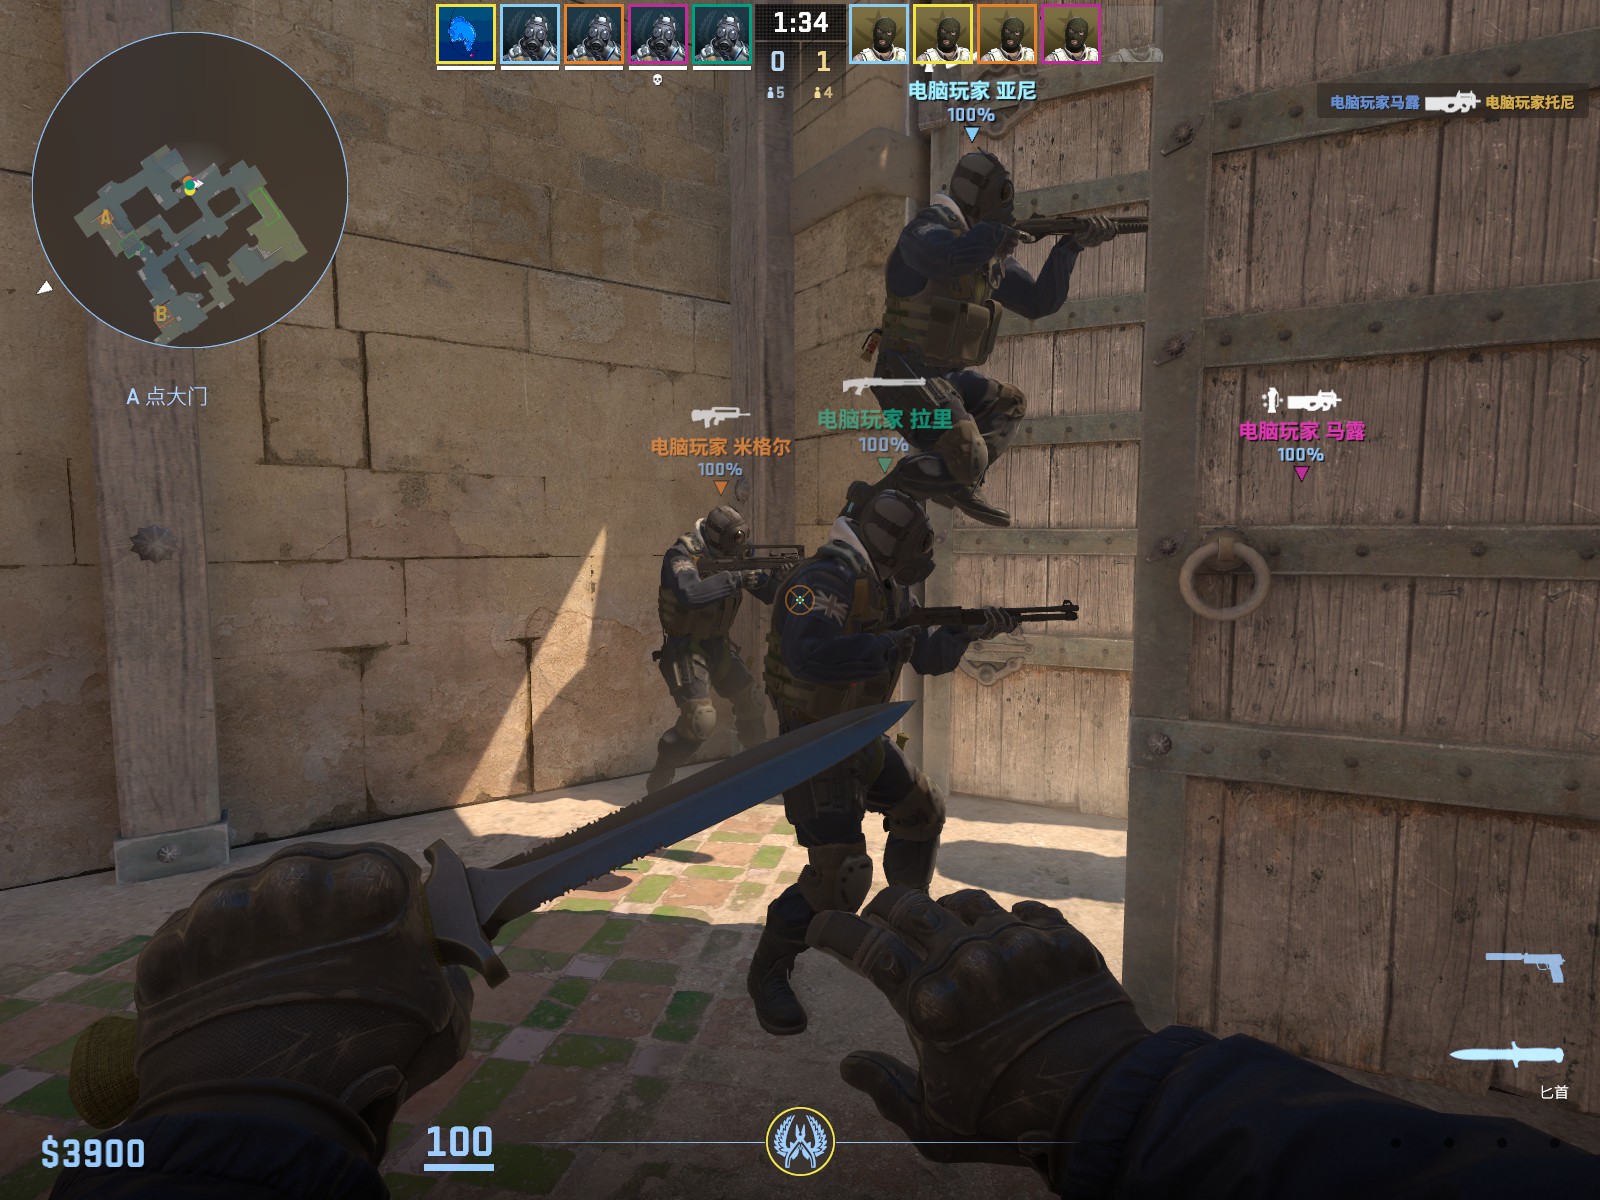 1:34
0 1
5 4
电脑玩家 亚尼
100%
电脑玩家马露 电脑玩家托尼
A
B
A 点大门
电脑玩家 米格尔
100%
电脑玩家 拉里
100%
电脑玩家 马露
100%
匕首
$3900
100